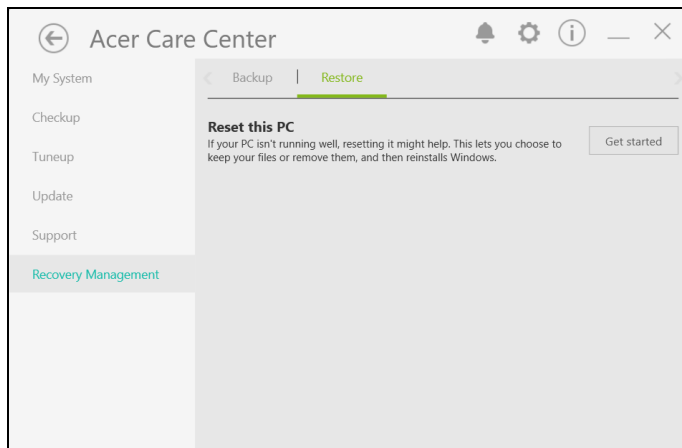 Acer Care Center
My System
Checkup
Tuneup
Update
Support
Recovery Management
Backup
Restore
Reset this PC
If your PC isn't running well, resetting it might help. This lets you choose to
keep your files or remove them, and then reinstalls Windows.
Get started